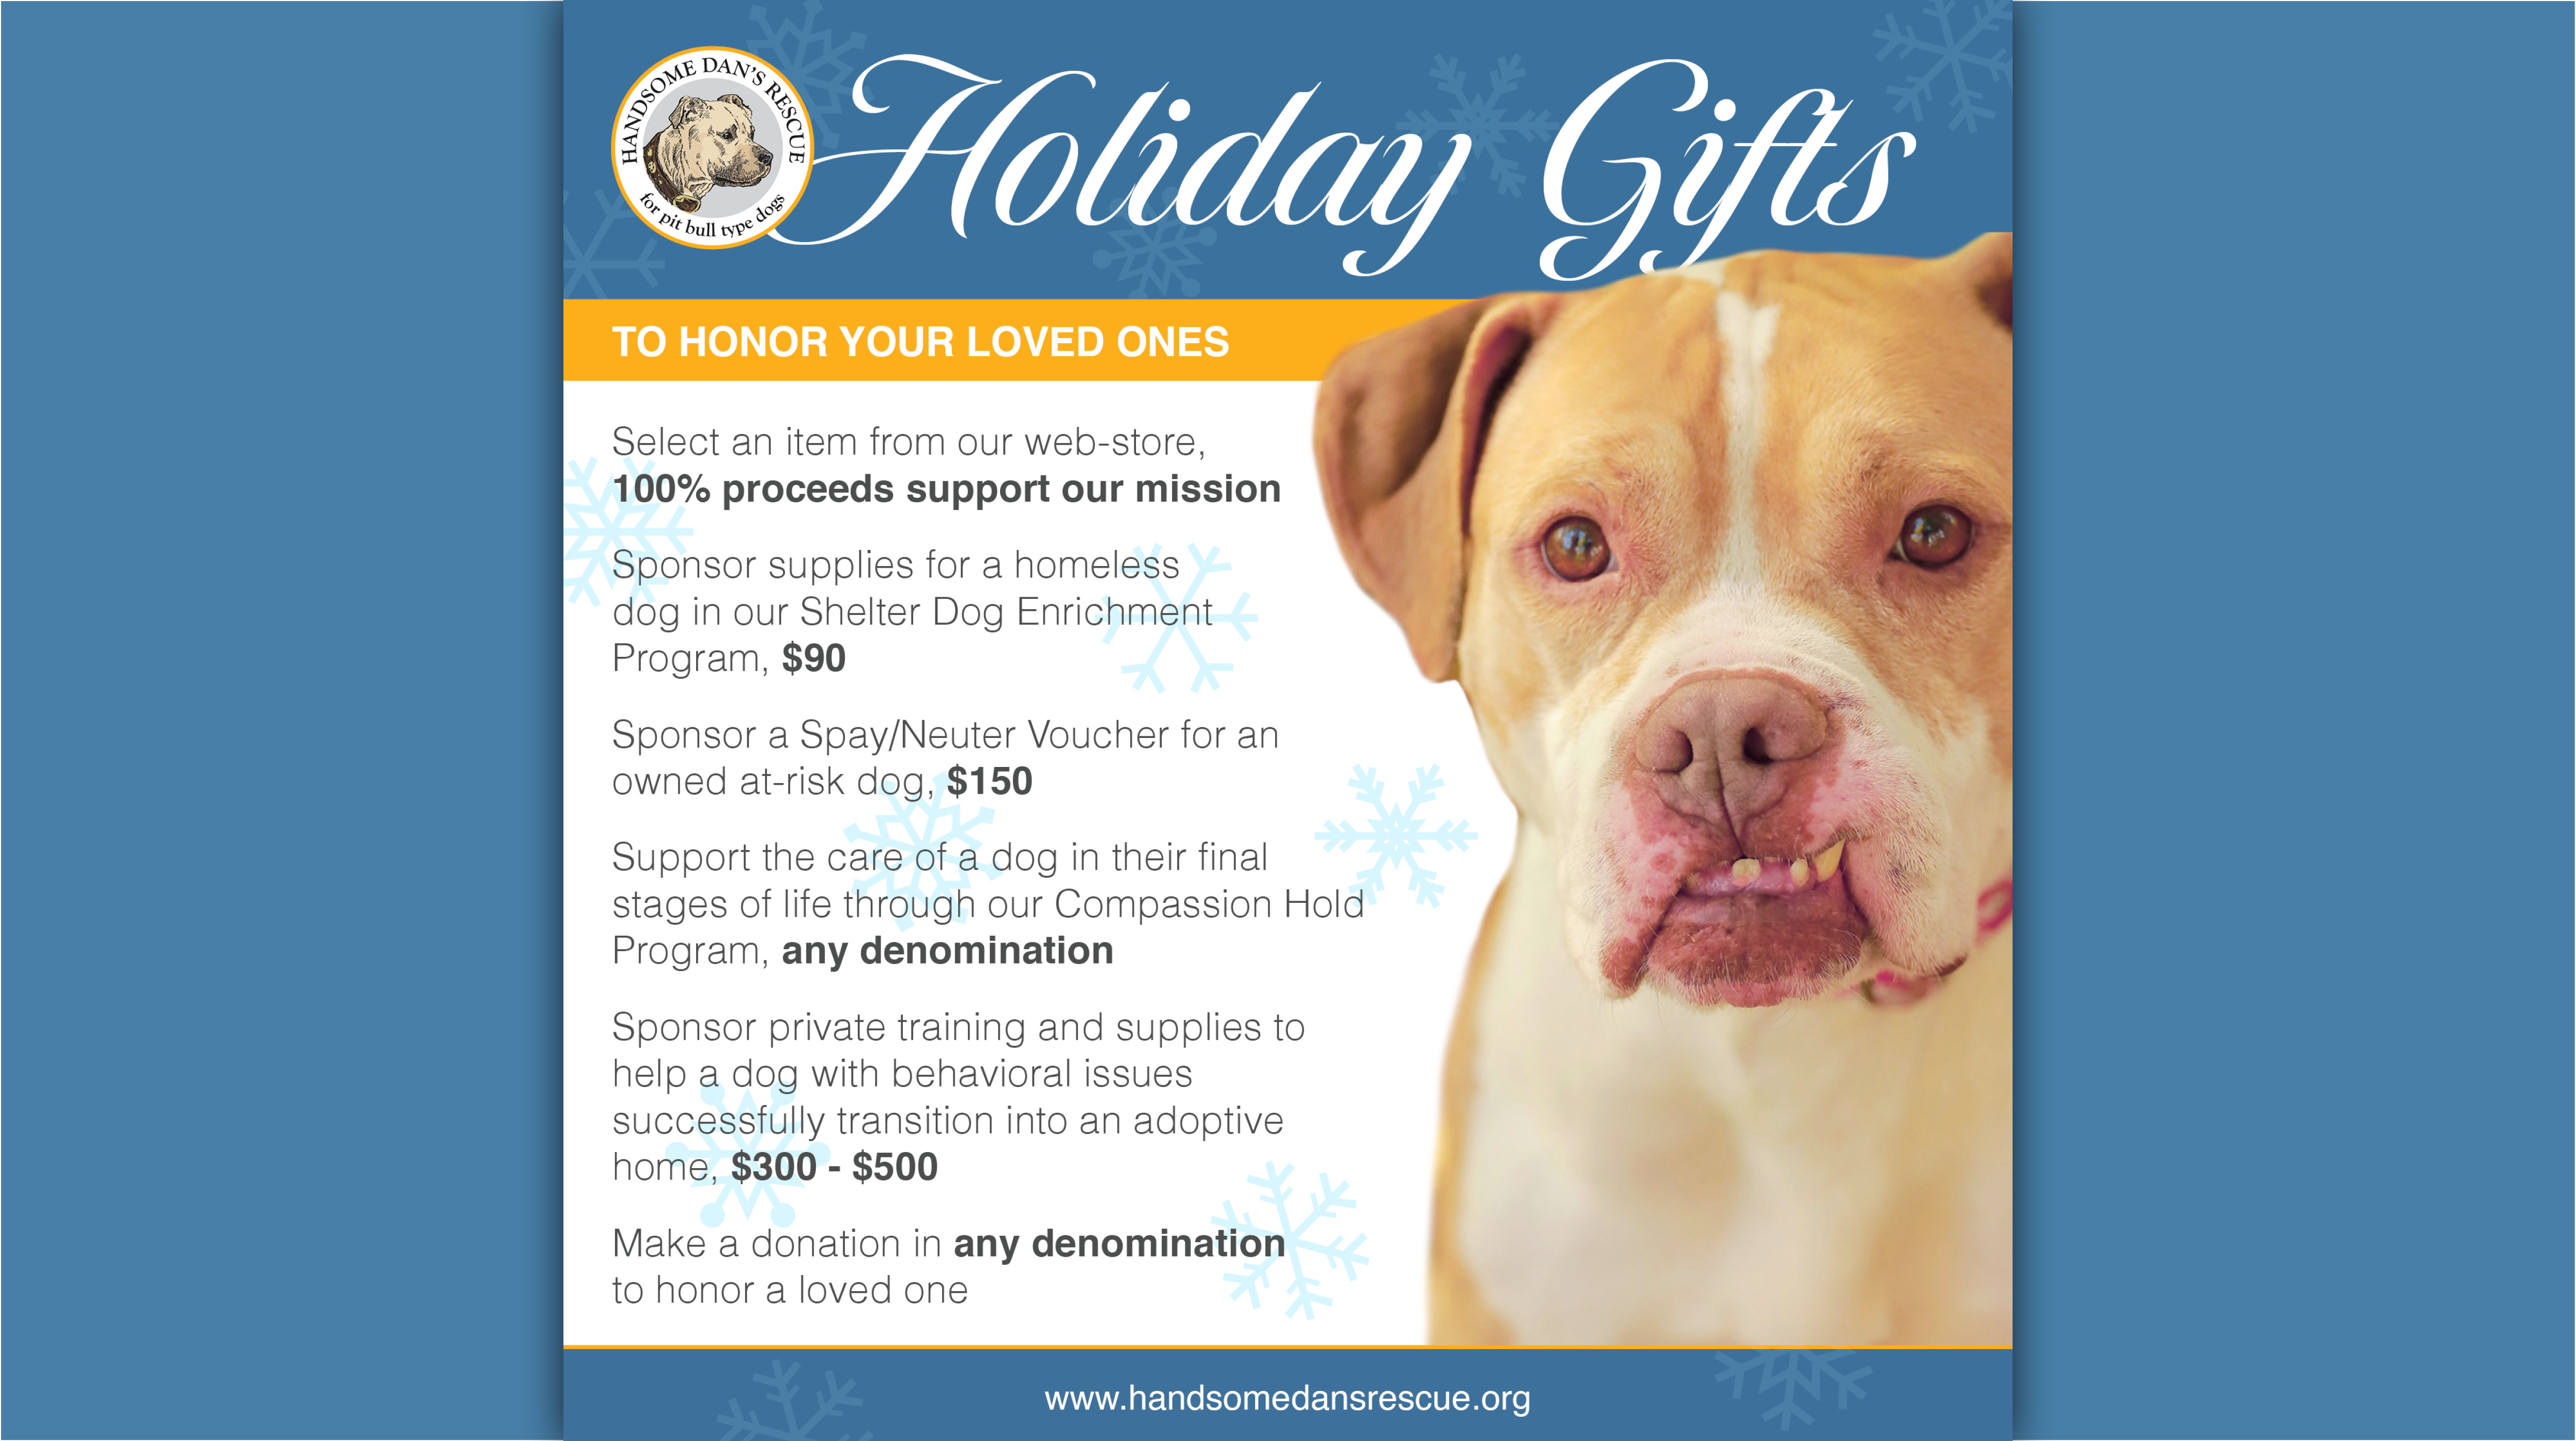 HANDSOME DAN'S RESCUE
for pit bull type dogs
Holiday Gifts
TO HONOR YOUR LOVED ONES
Select an item from our web-store,
100% proceeds support our mission
Sponsor supplies for a homeless
dog in our Shelter Dog Enrichment
Program, $90
Sponsor a Spay/Neuter Voucher for an
owned at-risk dog, $150
Support the care of a dog in their final
stages of life through our Compassion Hold
Program, any denomination
Sponsor private training and supplies to
help a dog with behavioral issues
successfully transition into an adoptive
home, $300 - $500
Make a donation in any denomination
to honor a loved one
www.handsomedansrescue.org